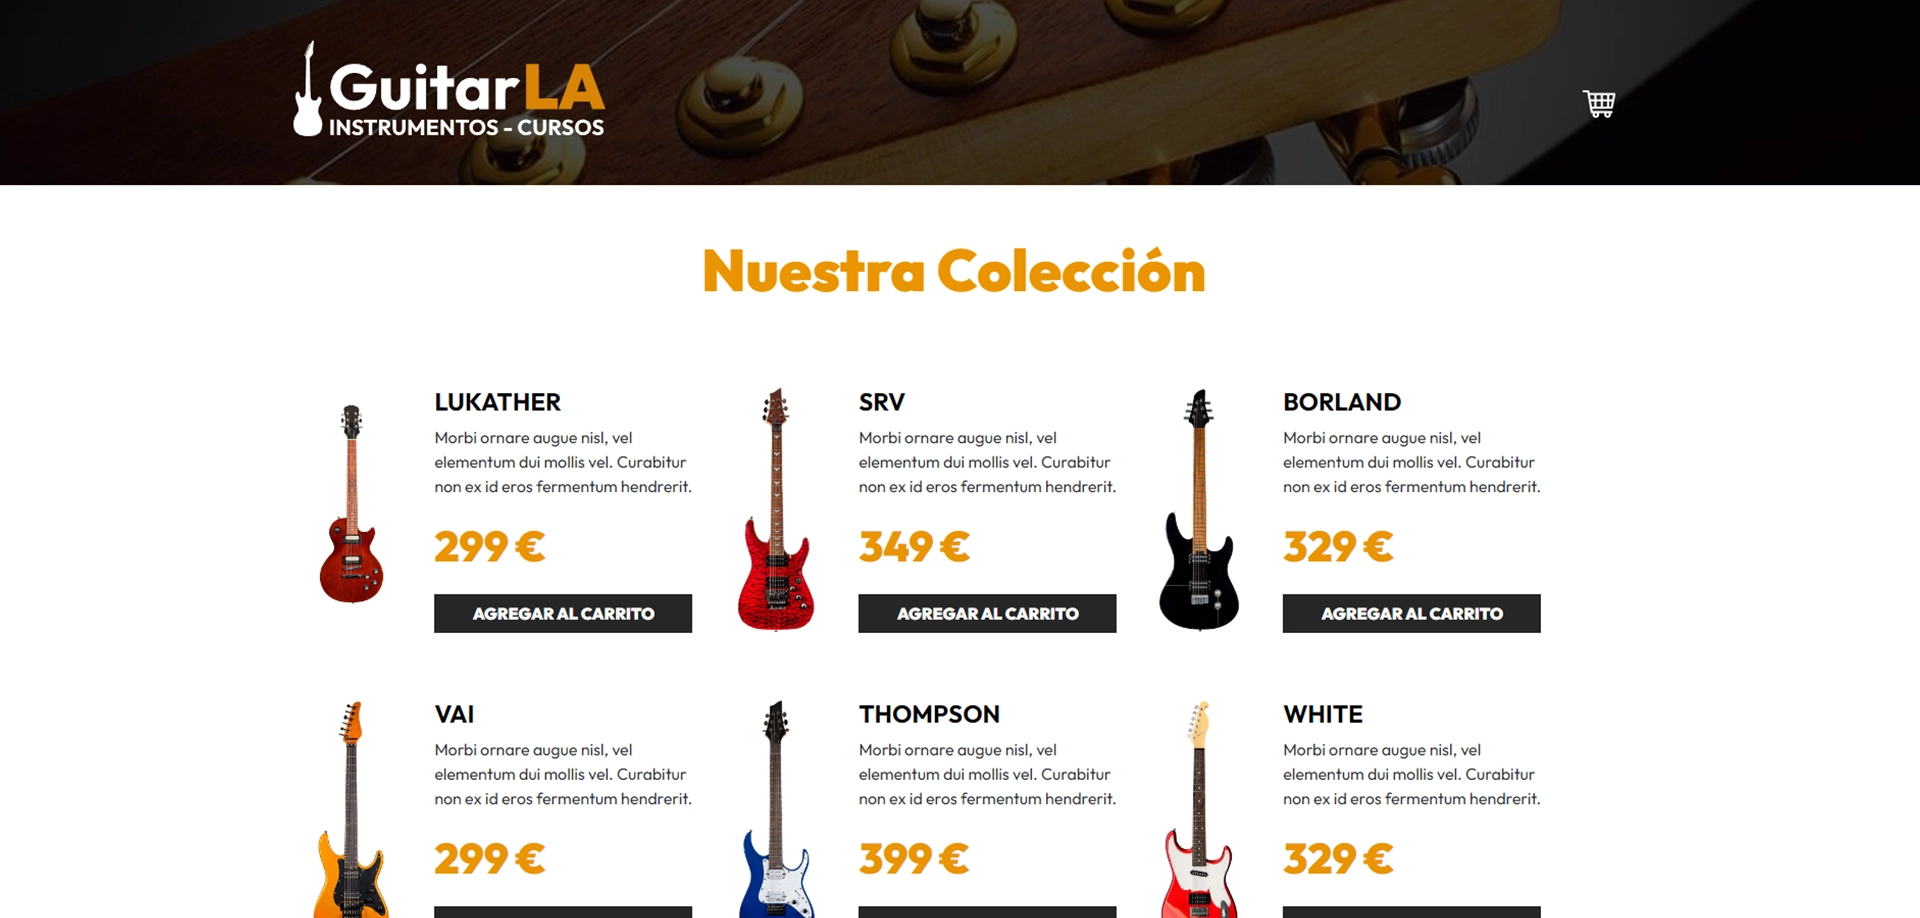 GuitarLA
INSTRUMENTOS - CURSOS
Nuestra Colección
LUKATHER
Morbi ornare augue nisl, vel
elementum dui mollis vel. Curabitur
non ex id eros fermentum hendrerit.
299 €
AGREGAR AL CARRITO
SRV
Morbi ornare augue nisl, vel
elementum dui mollis vel. Curabitur
non ex id eros fermentum hendrerit.
349 €
AGREGAR AL CARRITO
BORLAND
Morbi ornare augue nisl, vel
elementum dui mollis vel. Curabitur
non ex id eros fermentum hendrerit.
329 €
AGREGAR AL CARRITO
VAI
Morbi ornare augue nisl, vel
elementum dui mollis vel. Curabitur
non ex id eros fermentum hendrerit.
299 €
THOMPSON
Morbi ornare augue nisl, vel
elementum dui mollis vel. Curabitur
non ex id eros fermentum hendrerit.
399 €
WHITE
Morbi ornare augue nisl, vel
elementum dui mollis vel. Curabitur
non ex id eros fermentum hendrerit.
329 €